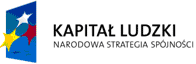 KAPITAŁ LUDZKI
NARODOWA STRATEGIA SPÓJNOŚCI